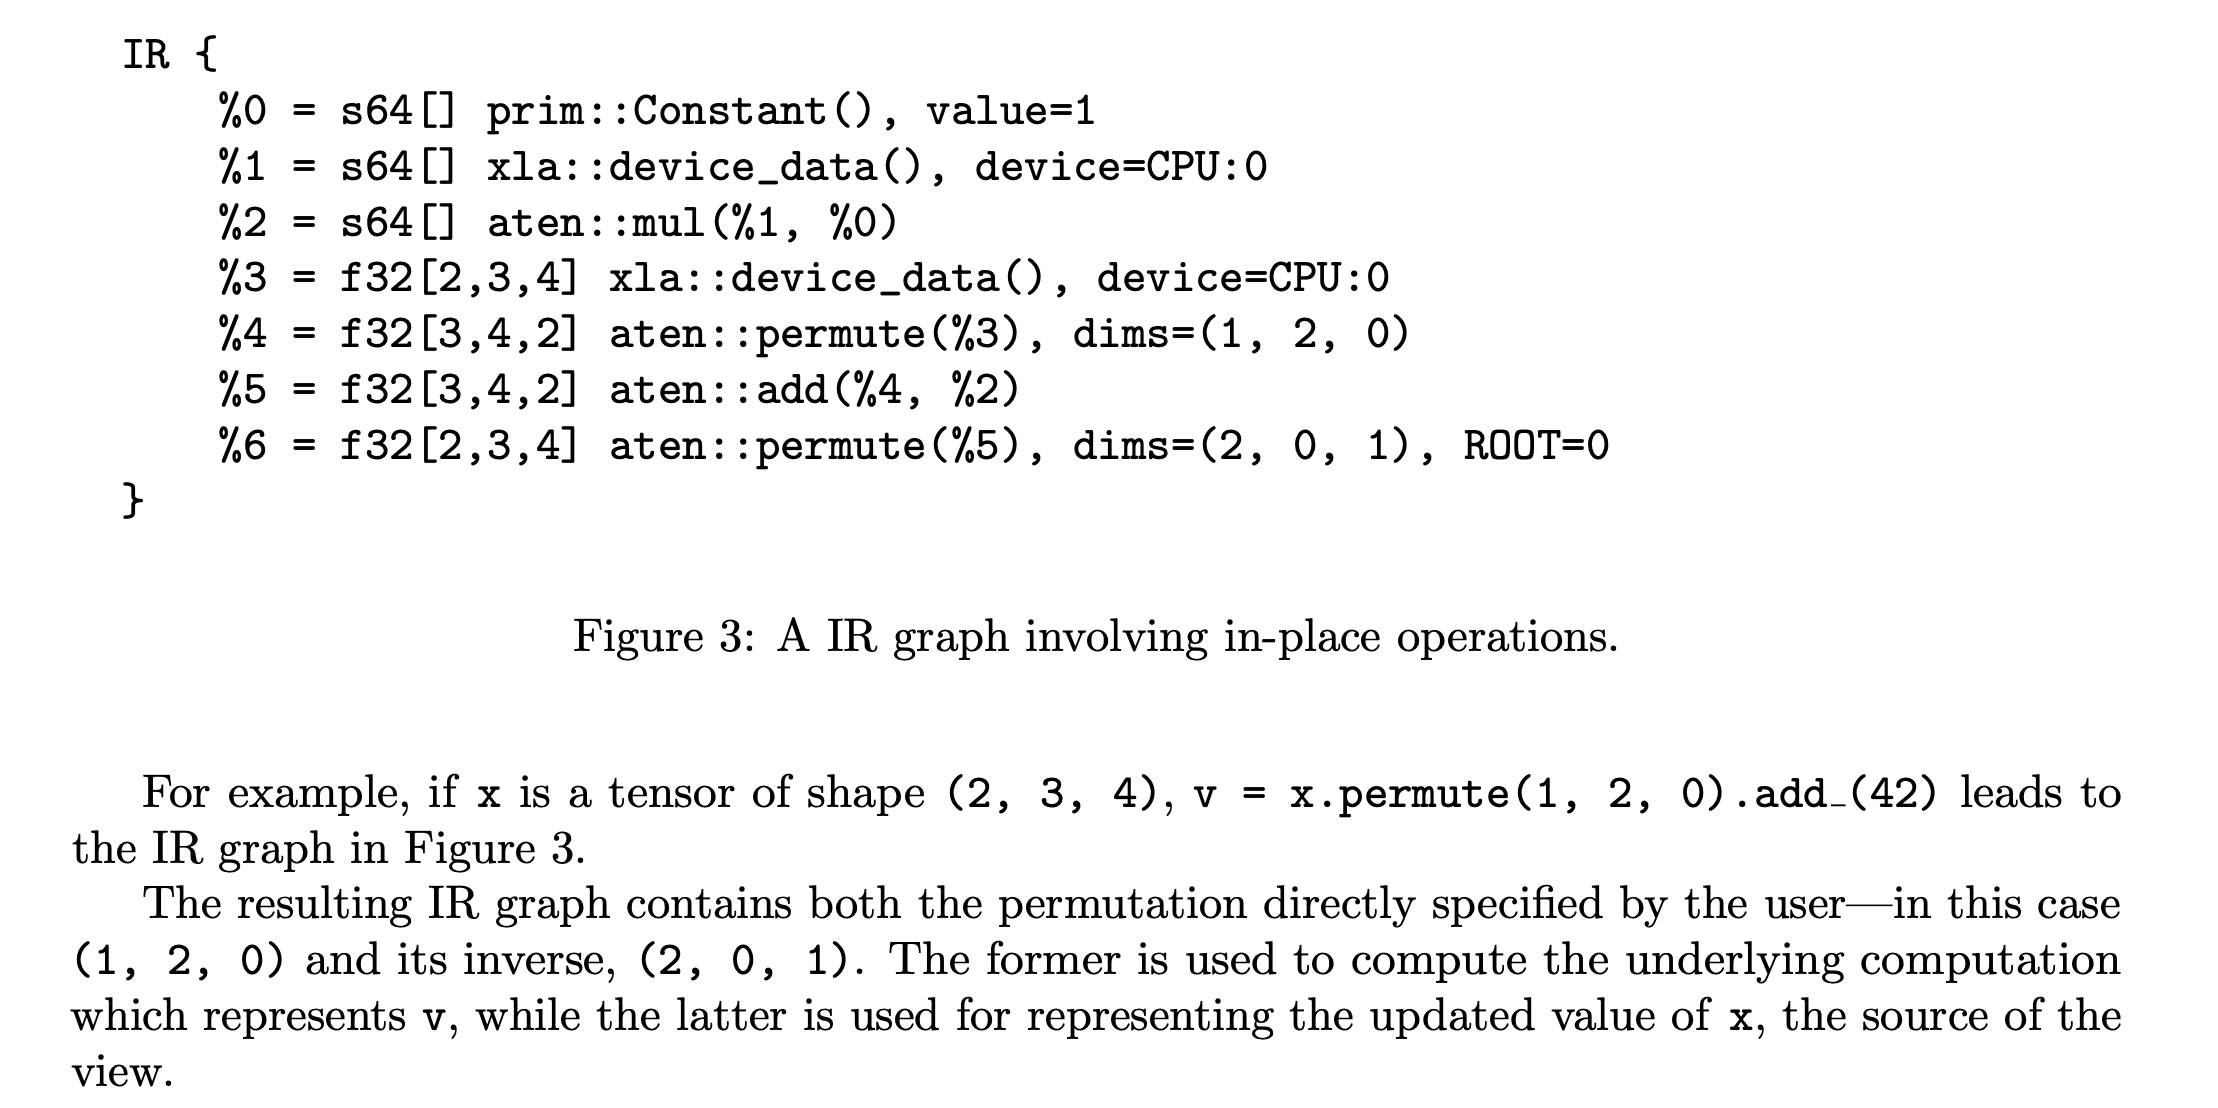 IR {
%0 = s64[] prim::Constant(), value=1
%1 = s64[] xla::device_data(), device=CPU:0
%2 = s64[] aten::mul(%1, %0)
%3 = f32[2,3,4] xla::device_data(), device=CPU:0
%4 = f32[3,4,2] aten::permute(%3), dims=(1, 2, 0)
%5 = f32[3,4,2] aten::add(%4, %2)
%6 = f32[2,3,4] aten::permute(%5), dims=(2, 0, 1), ROOT=0
}
Figure 3: A IR graph involving in-place operations.
For example, if x is a tensor of shape (2, 3, 4), v = x.permute(1, 2, 0).add_(42) leads to
the IR graph in Figure 3.
The resulting IR graph contains both the permutation directly specified by the user—in this case
(1, 2, 0) and its inverse, (2, 0, 1). The former is used to compute the underlying computation
which represents v, while the latter is used for representing the updated value of x, the source of the
view.